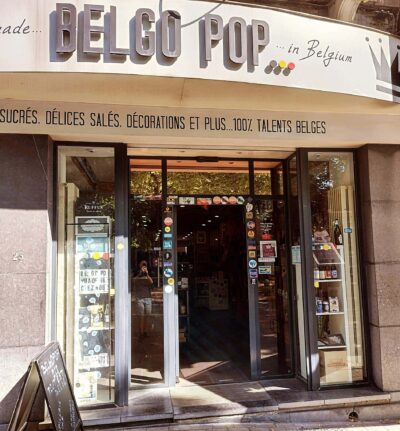 ade...
BELGO POP
... in Belgium
SUCRÉS. DÉLICES SALÉS. DÉCORATIONS ET PLUS...100% TALENTS BELGES